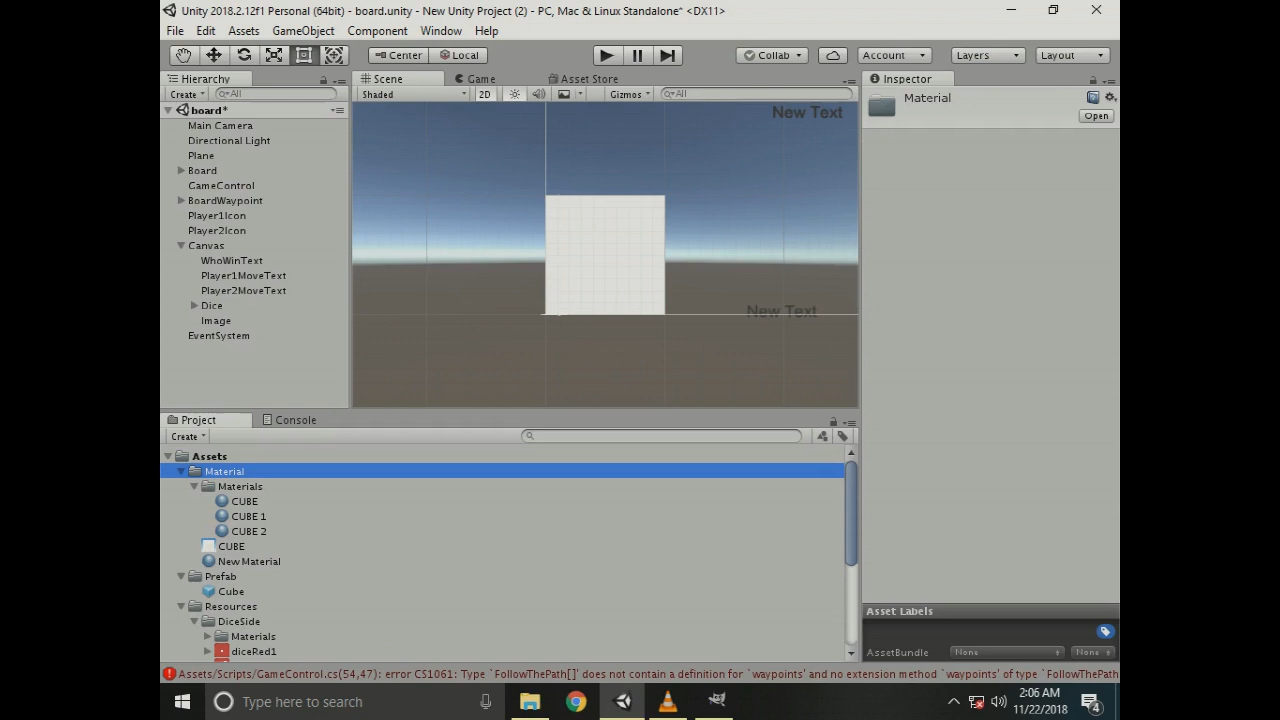 Unity 2018.2.12f1 Personal (64bit) - board.unity - New Unity Project (2) - PC, Mac & Linux Standalone* <DX11>
File Edit Assets GameObject Component Window Help
Center Local Collab Account Layers Layout
Hierarchy Scene Game Asset Store Inspector
Create All Shaded 2D Gizmos All Material
Open
board*
Main Camera
Directional Light
Plane
Board
GameControl
BoardWaypoint
Player1Icon
Player2Icon
Canvas
WhoWinText
Player1MoveText
Player2MoveText
Dice
Image
EventSystem
New Text
New Text
Project Console
Create
Assets
Material
Materials
CUBE
CUBE 1
CUBE 2
CUBE
New Material
Prefab
Cube
Resources
DiceSide
Materials
diceRed1
Asset Labels
AssetBundle None None
Assets/Scripts/GameControl.cs(54,47): error CS1061: Type `FollowThePath[]' does not contain a definition for `waypoints' and no extension method `waypoints' of type `FollowThePath
Type here to search
2:06 AM
11/22/2018
4